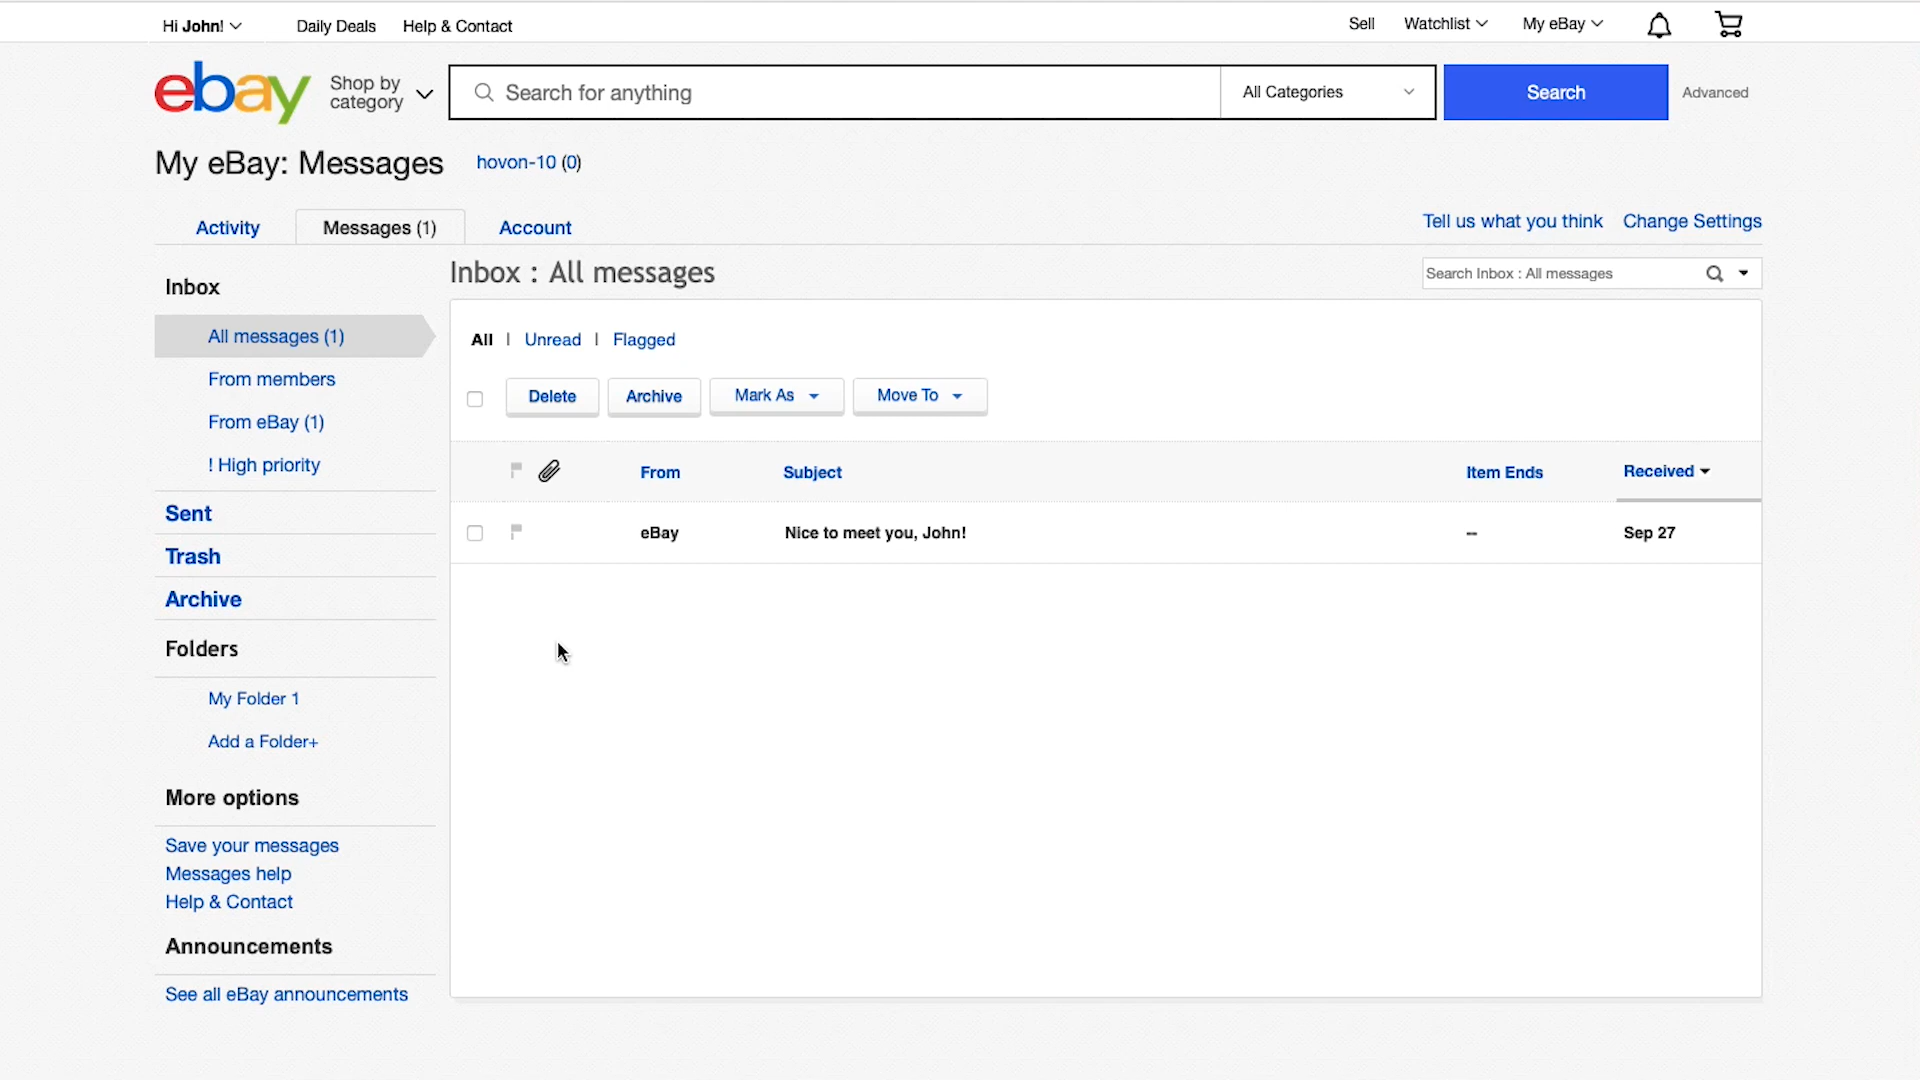 Hi John!
Daily Deals
Help & Contact
Sell
Watchlist
My eBay
ebay
Shop by
category
Search for anything
All Categories
Search
Advanced
My eBay: Messages
hovon-10 (0)
Activity
Messages (1)
Account
Tell us what you think
Change Settings
Inbox
All messages (1)
From members
From eBay (1)
! High priority
Sent
Trash
Archive
Folders
My Folder 1
Add a Folder+
More options
Save your messages
Messages help
Help & Contact
Announcements
See all eBay announcements
Inbox : All messages
Search Inbox : All messages
All | Unread | Flagged
Delete
Archive
Mark As
Move To
From
Subject
Item Ends
Received
eBay
Nice to meet you, John!
--
Sep 27